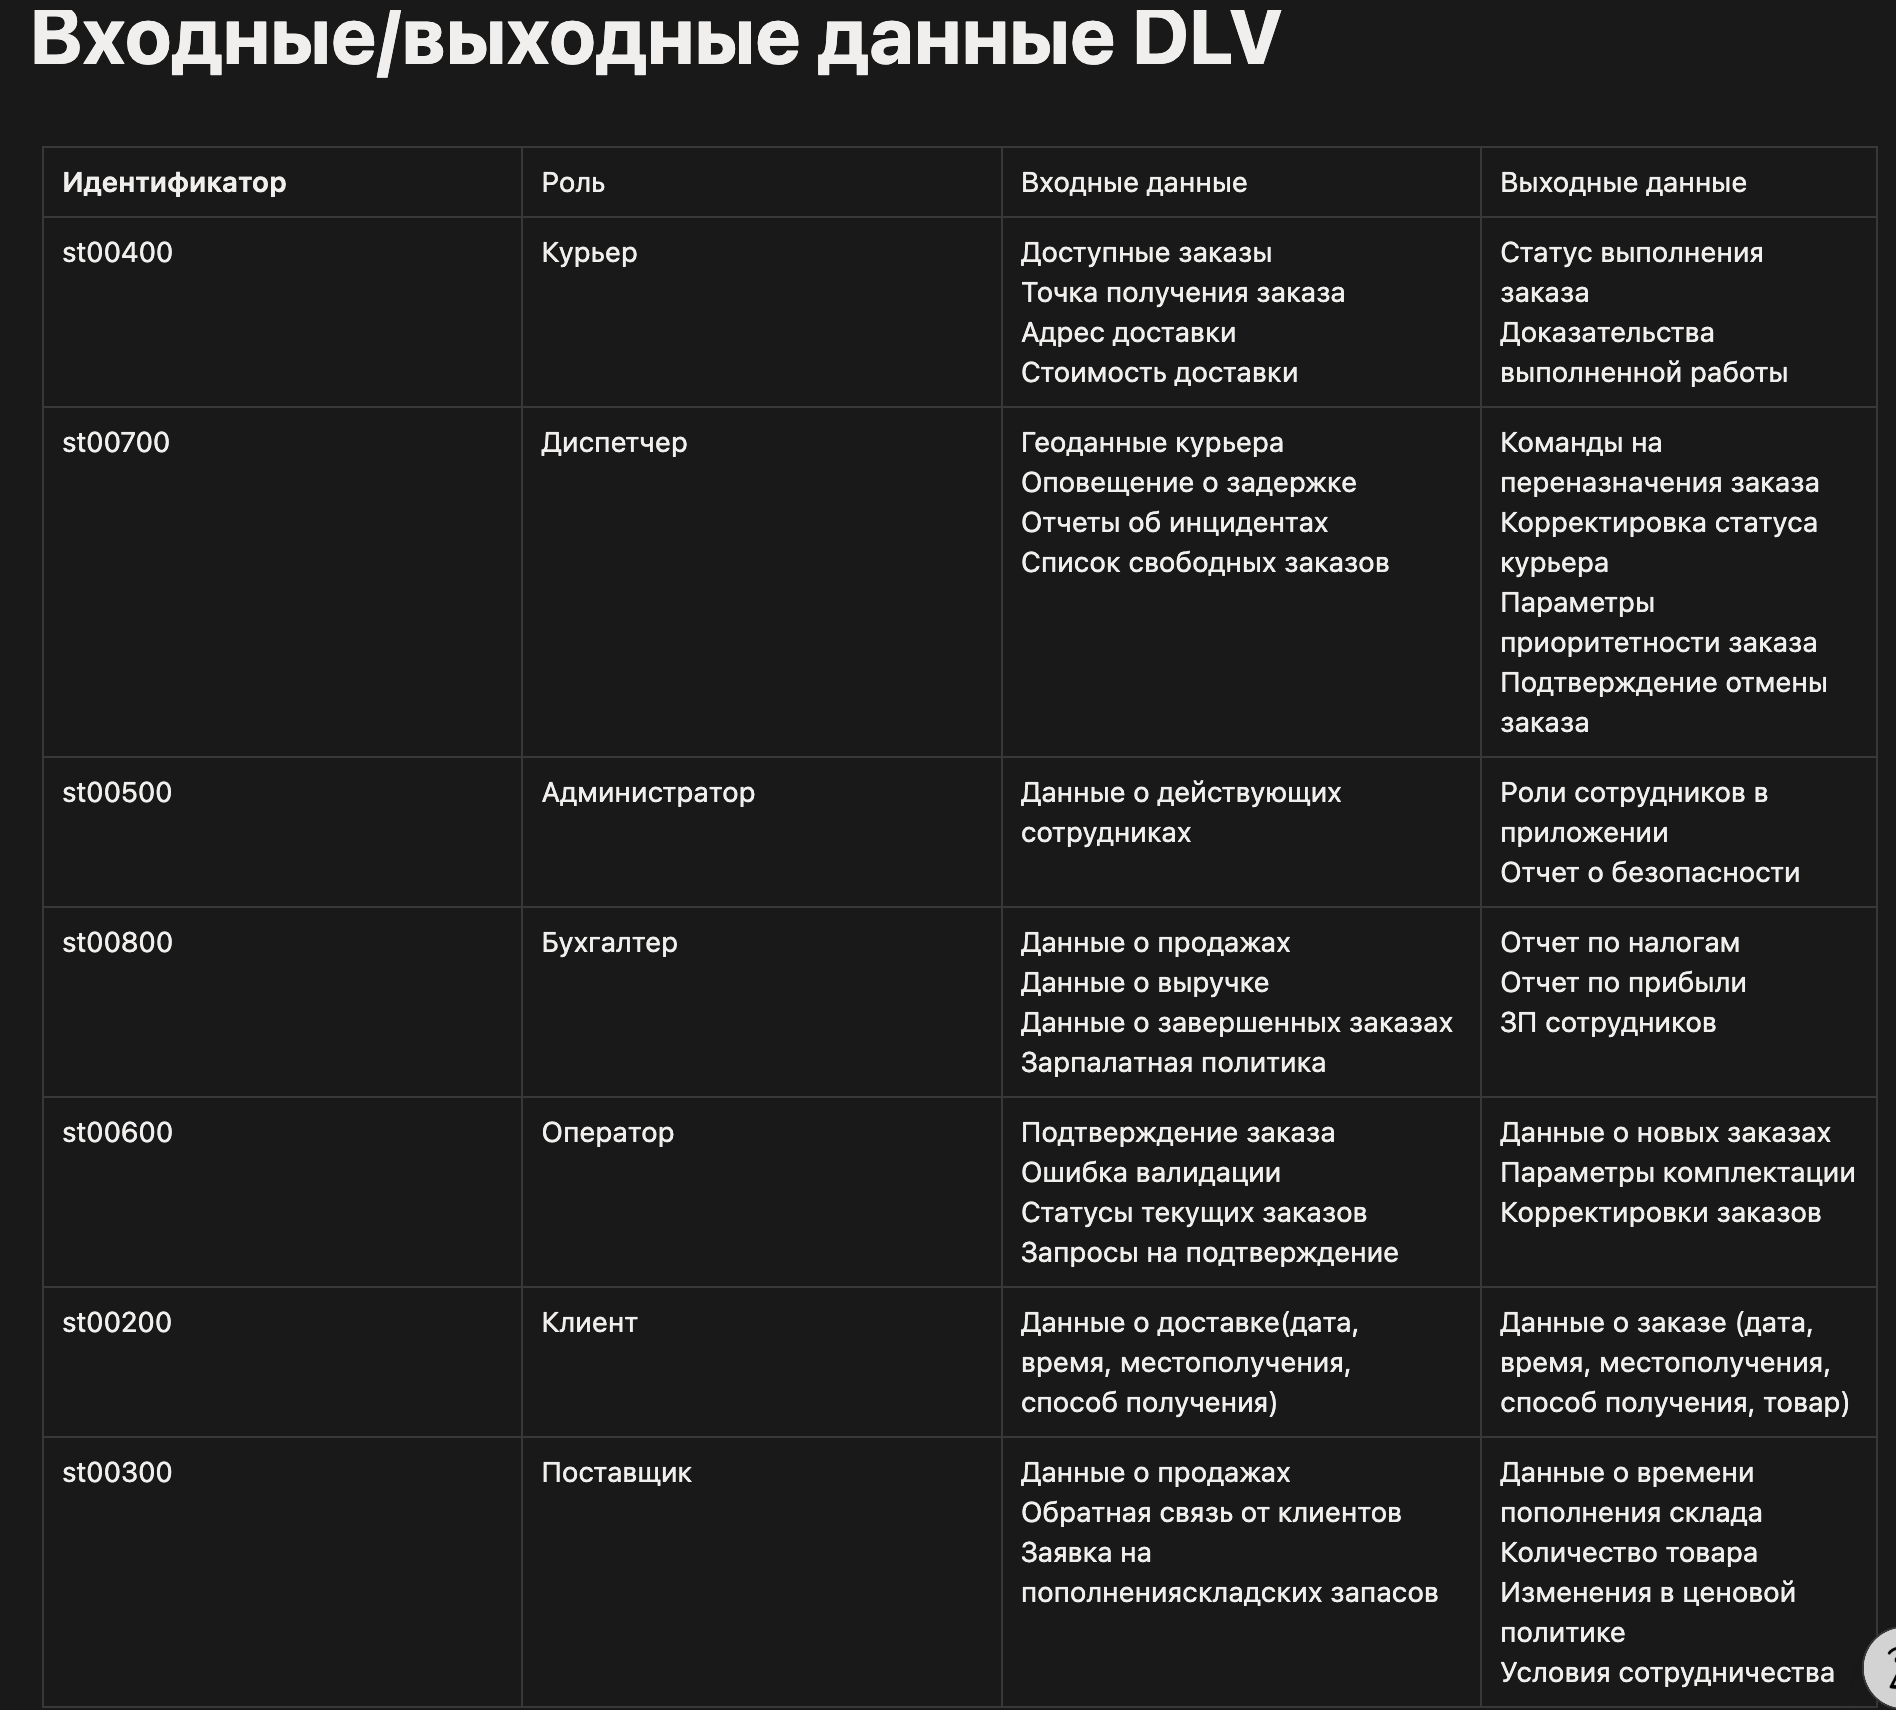 Входные/выходные данные DLV
Идентификатор
Роль
Входные данные
Выходные данные
st00400
Курьер
Доступные заказы
Точка получения заказа
Адрес доставки
Стоимость доставки
Статус выполнения
заказа
Доказательства
выполненной работы
st00700
Диспетчер
Геоданные курьера
Оповещение о задержке
Отчеты об инцидентах
Список свободных заказов
Команды на
переназначения заказа
Корректировка статуса
курьера
Параметры
приоритетности заказа
Подтверждение отмены
заказа
st00500
Администратор
Данные о действующих
сотрудниках
Роли сотрудников в
приложении
Отчет о безопасности
st00800
Бухгалтер
Данные о продажах
Данные о выручке
Данные о завершенных заказах
Зарпалатная политика
Отчет по налогам
Отчет по прибыли
ЗП сотрудников
st00600
Оператор
Подтверждение заказа
Ошибка валидации
Статусы текущих заказов
Запросы на подтверждение
Данные о новых заказах
Параметры комплектации
Корректировки заказов
st00200
Клиент
Данные о доставке(дата,
время, местополучения,
способ получения)
Данные о заказе (дата,
время, местополучения,
способ получения, товар)
st00300
Поставщик
Данные о продажах
Обратная связь от клиентов
Заявка на
пополненияскладских запасов
Данные о времени
пополнения склада
Количество товара
Изменения в ценовой
политике
Условия сотрудничества